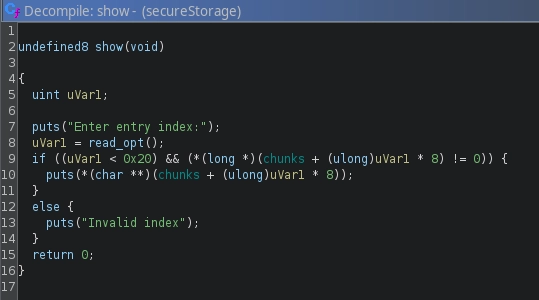 Decompile: show - (secureStorage)
1
2 undefined8 show(void)
3
4 {
5   uint uVar1;
6
7   puts("Enter entry index:");
8   uVar1 = read_opt();
9   if ((uVar1 < 0x20) && (*(long *)(chunks + (ulong)uVar1 * 8) != 0)) {
10     puts(*(char **)(chunks + (ulong)uVar1 * 8));
11   }
12   else {
13     puts("Invalid index");
14   }
15   return 0;
16 }
17